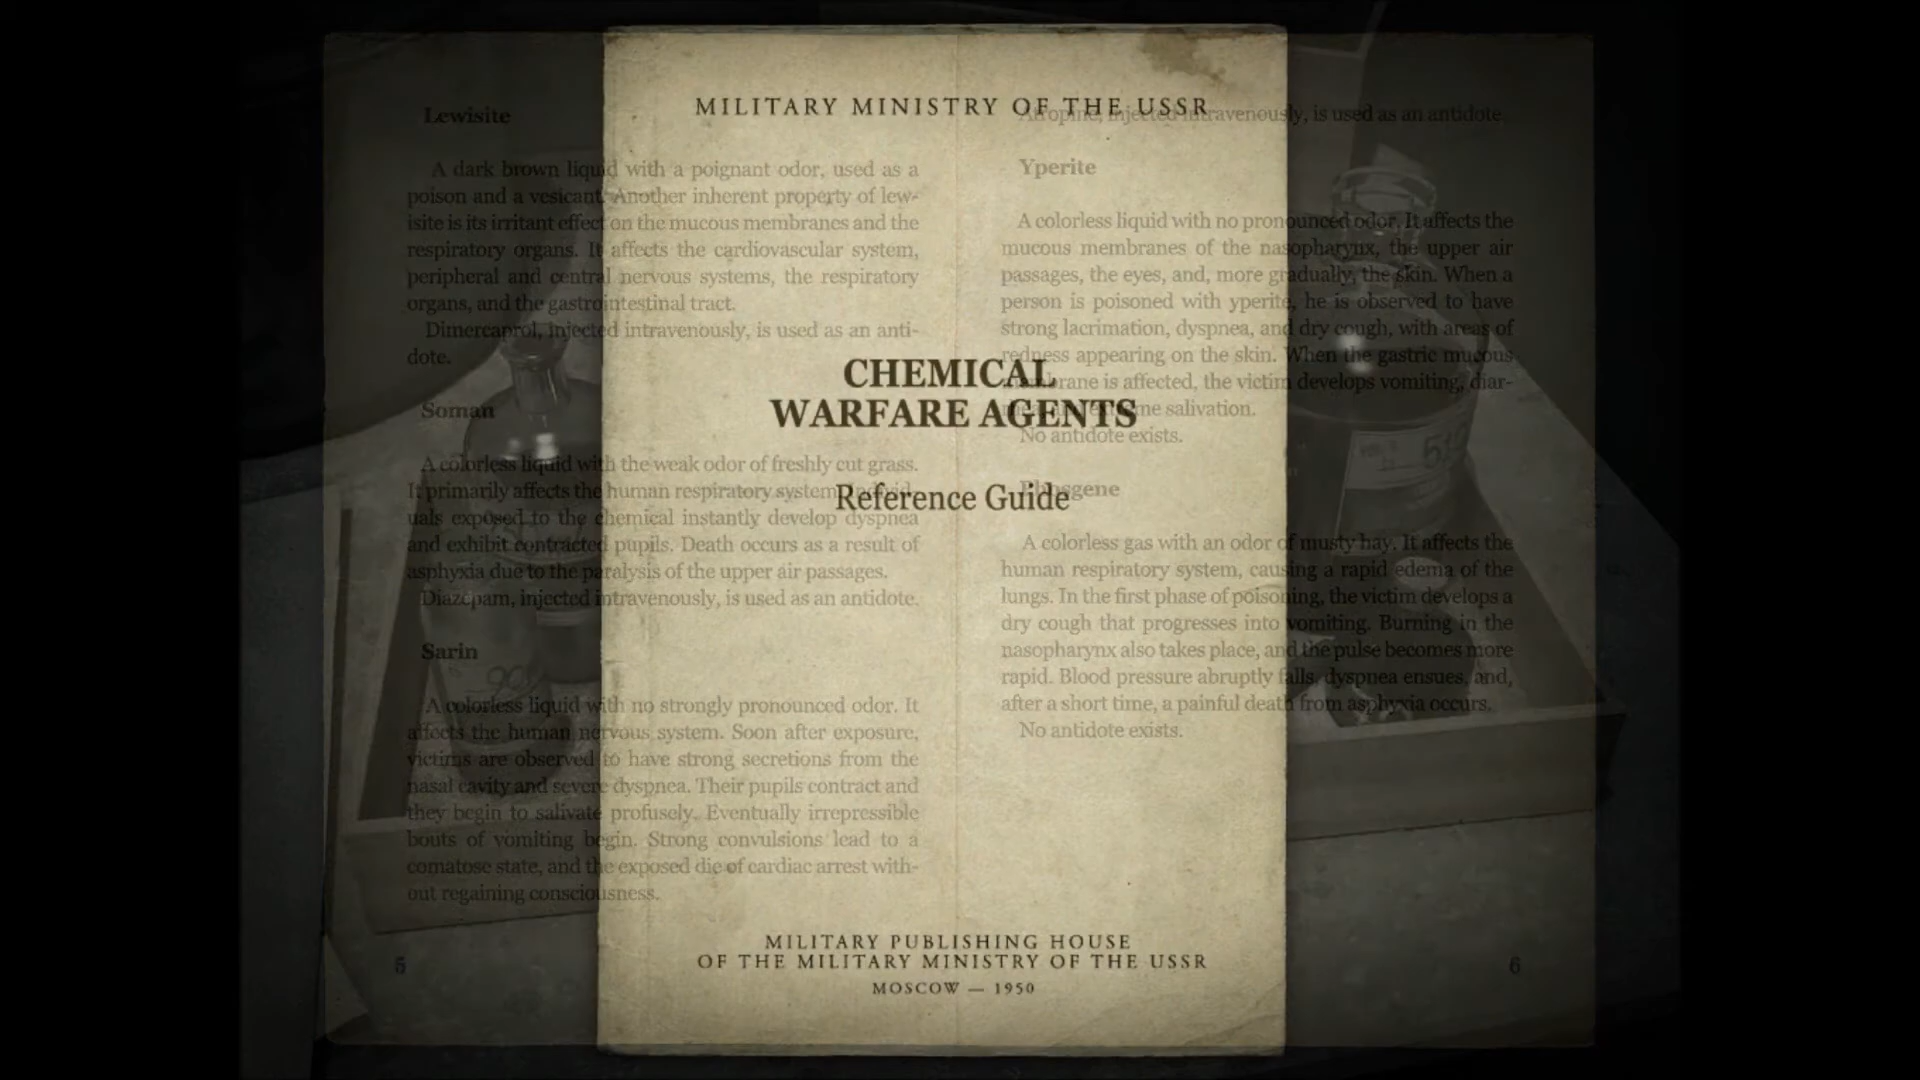 MILITARY MINISTRY OF THE USSR
CHEMICAL
WARFARE AGENTS
Reference Guide
MILITARY PUBLISHING HOUSE
OF THE MILITARY MINISTRY OF THE USSR
MOSCOW — 1950
Lewisite
A dark brown liquid with a poignant odor, used as a
poison and a vesicant. Another inherent property of lew-
isite is its irritant effect on the mucous membranes and the
respiratory organs. It affects the cardiovascular system,
peripheral and central nervous systems, the respiratory
organs, and the gastrointestinal tract.
Dimercaprol, injected intravenously, is used as an anti-
dote.
Soman
A colorless liquid with the weak odor of freshly cut grass.
It primarily affects the human respiratory system.
uals exposed to the chemical instantly develop dyspnea
and exhibit contracted pupils. Death occurs as a result of
asphyxia due to the paralysis of the upper air passages.
Diazepam, injected intravenously, is used as an antidote.
Sarin
A colorless liquid with no strongly pronounced odor. It
affects the human nervous system. Soon after exposure,
victims are observed to have strong secretions from the
nasal cavity and severe dyspnea. Their pupils contract and
they begin to salivate profusely. Eventually irrepressible
bouts of vomiting begin. Strong convulsions lead to a
comatose state, and the exposed die of cardiac arrest with-
out regaining consciousness.
5
Atropine, injected intravenously, is used as an antidote.
Yperite
A colorless liquid with no pronounced odor. It affects the
mucous membranes of the nasopharynx, the upper air
passages, the eyes, and, more gradually, the skin. When a
person is poisoned with yperite, he is observed to have
strong lacrimation, dyspnea, and dry cough, with areas of
redness appearing on the skin. When the gastric mucous
membrane is affected, the victim develops vomiting, diar-
extreme salivation.
No antidote exists.
Phosgene
A colorless gas with an odor of musty hay. It affects the
human respiratory system, causing a rapid edema of the
lungs. In the first phase of poisoning, the victim develops a
dry cough that progresses into vomiting. Burning in the
nasopharynx also takes place, and the pulse becomes more
rapid. Blood pressure abruptly falls, dyspnea ensues, and,
after a short time, a painful death from asphyxia occurs.
No antidote exists.
6